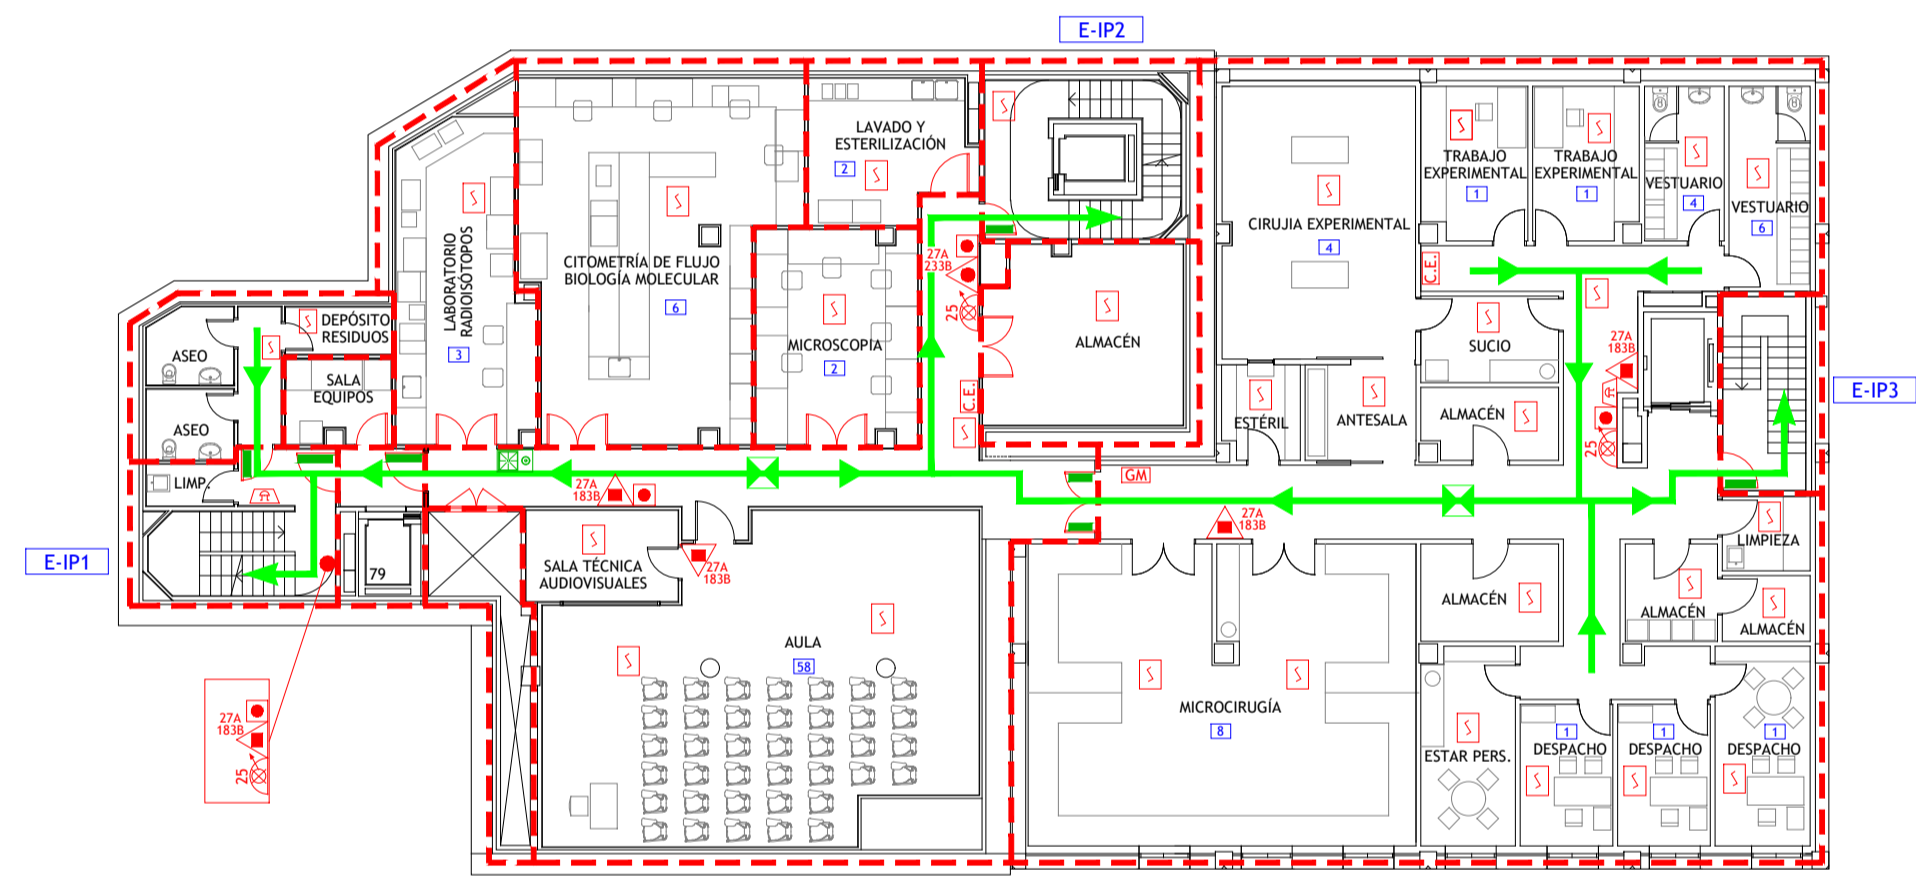 E-IP2
LAVADO Y
ESTERILIZACIÓN
2
TRABAJO
EXPERIMENTAL
1
TRABAJO
EXPERIMENTAL
1
VESTUARIO
4
VESTUARIO
6
CIRUJIA EXPERIMENTAL
4
LABORATORIO
RADIOISOTOPOS
3
CITOMETRÍA DE FLUJO
BIOLOGÍA MOLECULAR
6
27A
233B
25
C.E.
C.E.
DEPÓSITO
RESIDUOS
ASEO
SALA
EQUIPOS
ASEO
MICROSCOPÍA
2
ALMACÉN
SUCIO
27A
183B
25
E-IP3
ESTÉRIL
ANTESALA
ALMACÉN
LIMP.
27A
183B
GM
27A
183B
E-IP1
79
SALA TÉCNICA
AUDIOVISUALES
27A
183B
LIMPIEZA
ALMACÉN
ALMACÉN
ALMACÉN
AULA
58
MICROCIRUGÍA
8
27A
183B
25
ESTAR PERS.
1
DESPACHO
1
DESPACHO
1
DESPACHO